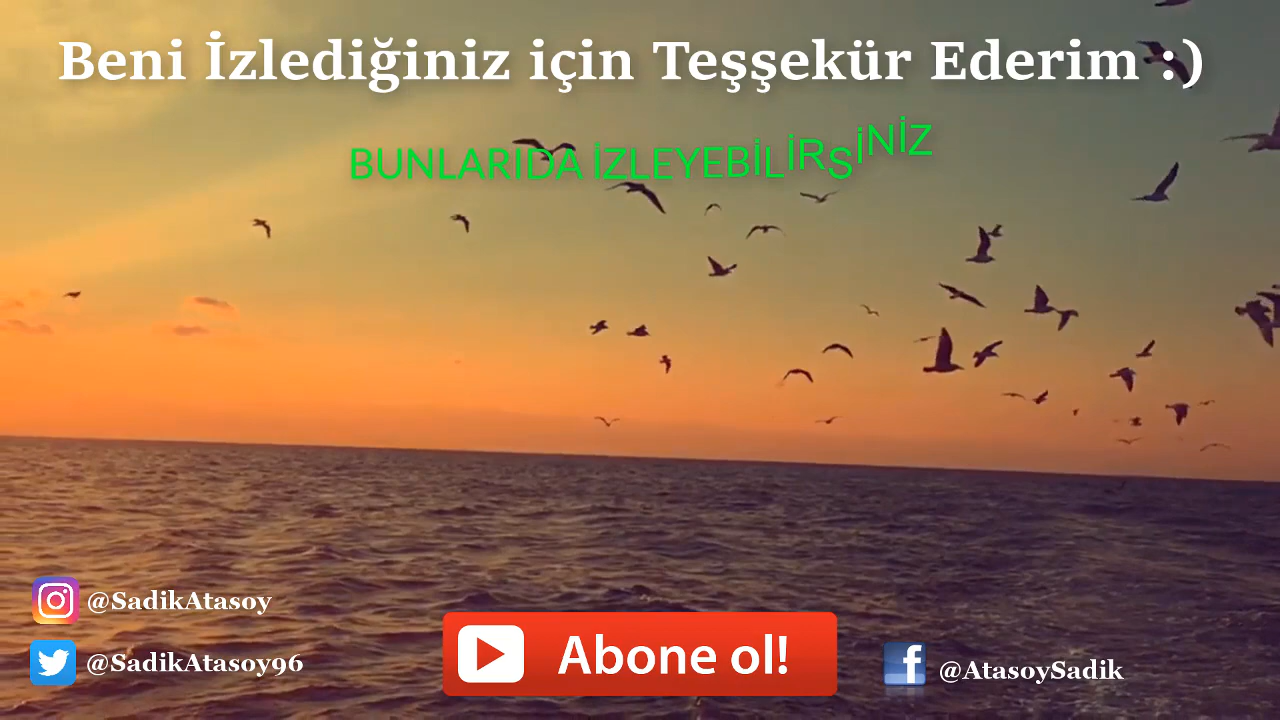 Beni İzlediğiniz için Teşşekür Ederim :)
BUNLARIDA İZLEYEBİLİRSİNİZ
@SadikAtasoy
@SadikAtasoy96
Abone ol!
@AtasoySadik